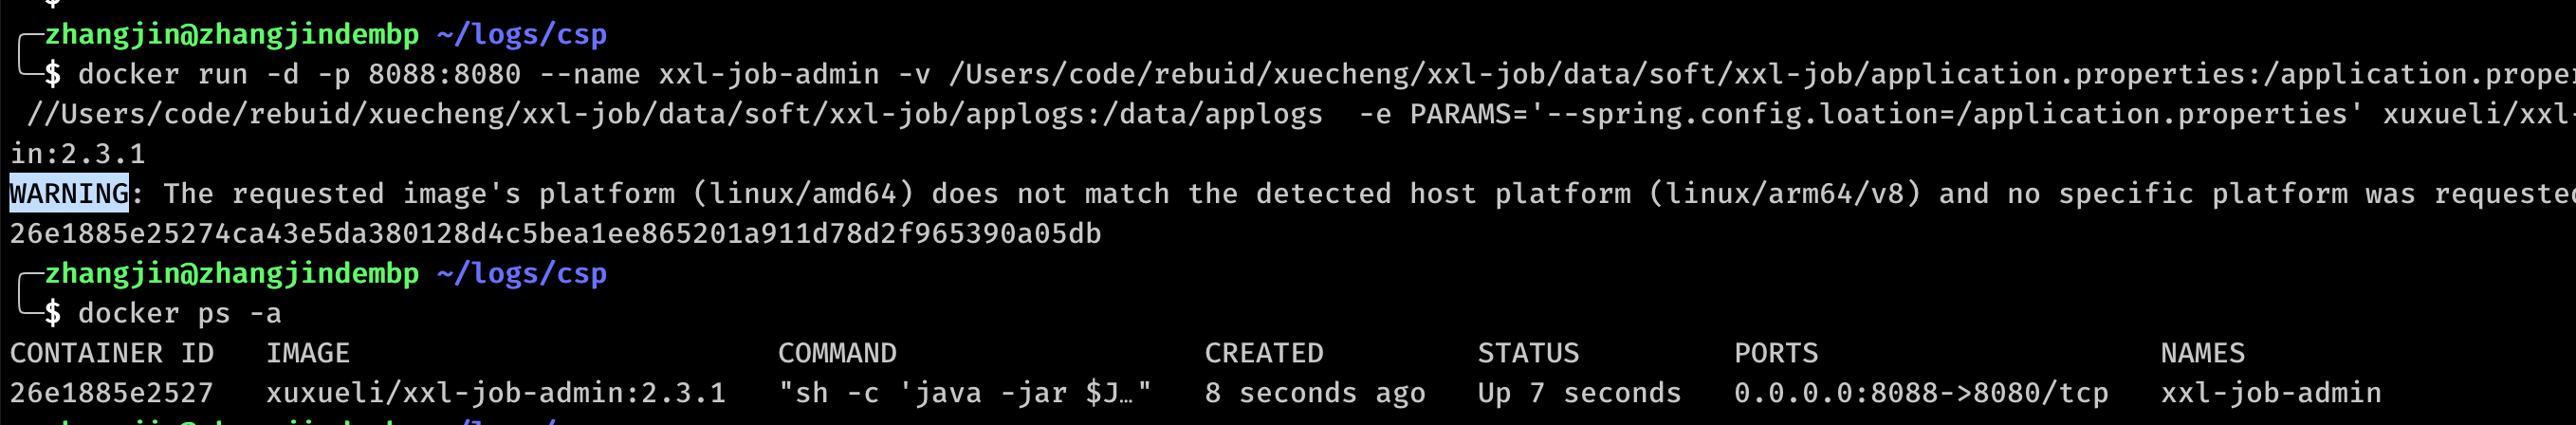 zhangjin@zhangjindembp ~/logs/csp
$ docker run -d -p 8088:8080 --name xxl-job-admin -v /Users/code/rebuid/xuecheng/xxl-job/data/soft/xxl-job/application.properties:/application.prope
//Users/code/rebuid/xuecheng/xxl-job/data/soft/xxl-job/applogs:/data/applogs  -e PARAMS='--spring.config.loation=/application.properties' xuxueli/xxl-
in:2.3.1
WARNING: The requested image's platform (linux/amd64) does not match the detected host platform (linux/arm64/v8) and no specific platform was requested
26e1885e25274ca43e5da380128d4c5bea1ee865201a911d78d2f965390a05db
zhangjin@zhangjindembp ~/logs/csp
$ docker ps -a
CONTAINER ID   IMAGE                          COMMAND                  CREATED         STATUS         PORTS                    NAMES
26e1885e2527   xuxueli/xxl-job-admin:2.3.1   "sh -c 'java -jar $J…"   8 seconds ago   Up 7 seconds   0.0.0.0:8088->8080/tcp   xxl-job-admin